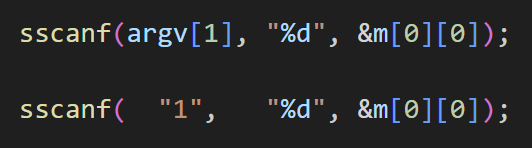 sscanf(argv[1], "%d", &m[0][0]);
sscanf(  "1",   "%d", &m[0][0]);